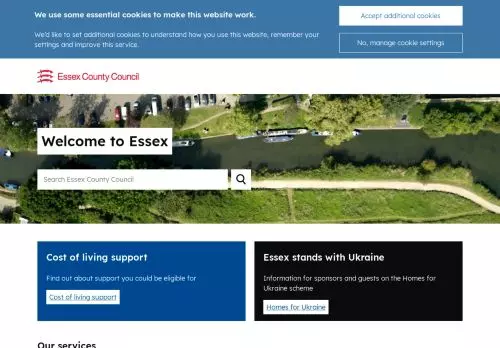 We use some essential cookies to make this website work.
We'd like to set additional cookies to understand how you use this website, remember your
settings and improve this service.
Accept additional cookies
No, manage cookie settings
Essex County Council
Welcome to Essex
Search Essex County Council
Cost of living support
Find out about support you could be eligible for
Cost of living support
Essex stands with Ukraine
Information for sponsors and guests on the Homes for
Ukraine scheme
Homes for Ukraine
Our services